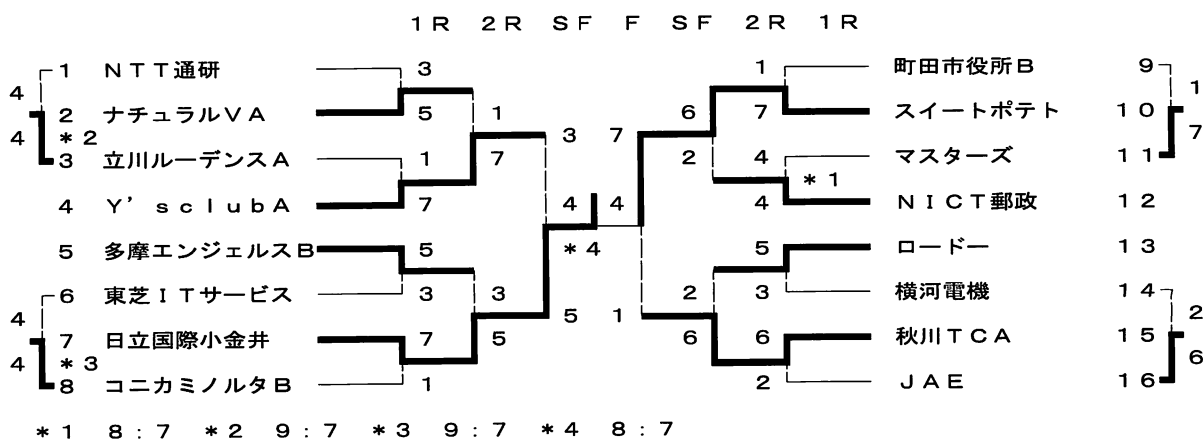 1R 2R SF F SF 2R 1R
1 NTT通研 3 1 町田市役所B 9
4 1
2 ナチュラルVA 5 1 6 7 スイートポテト 10
4 *2 3 7 7
3 立川ルーデンスA 1 7 2 4 マスターズ 11
*1
4 Y'sclubA 7 4 4 4 NICT郵政 12
5 多摩エンジェルスB 5 *4 5 ロードー 13
6 東芝ITサービス 3 3 2 3 横河電機 14
4 5 1 2
7 日立国際小金井 7 5 6 6 秋川TCA 15
4 *3 6
8 コニカミノルタB 1 2 JAE 16
*1 8:7 *2 9:7 *3 9:7 *4 8:7